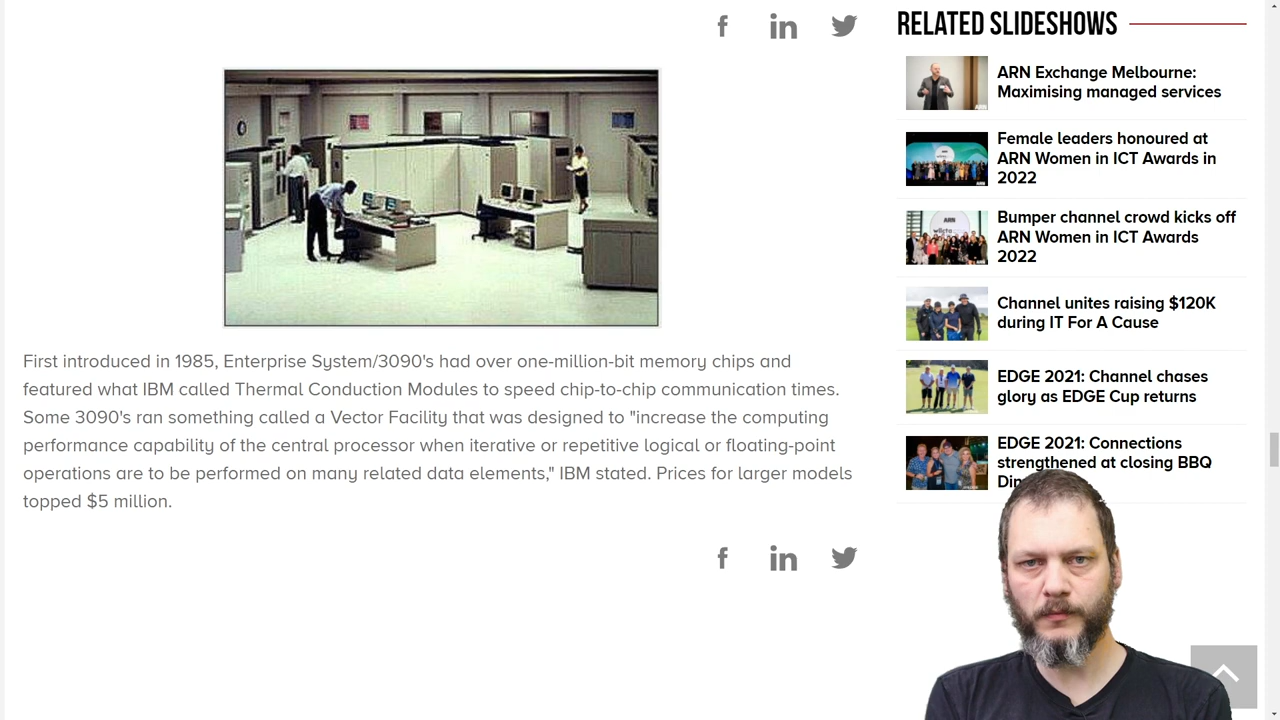 First introduced in 1985, Enterprise System/3090's had over one-million-bit memory chips and
featured what IBM called Thermal Conduction Modules to speed chip-to-chip communication times.
Some 3090's ran something called a Vector Facility that was designed to "increase the computing
performance capability of the central processor when iterative or repetitive logical or floating-point
operations are to be performed on many related data elements," IBM stated. Prices for larger models
topped $5 million.
RELATED SLIDESHOWS
ARN Exchange Melbourne:
Maximising managed services
Female leaders honoured at
ARN Women in ICT Awards in
2022
Bumper channel crowd kicks off
ARN Women in ICT Awards
2022
Channel unites raising $120K
during IT For A Cause
EDGE 2021: Channel chases
glory as EDGE Cup returns
EDGE 2021: Connections
strengthened at closing BBQ